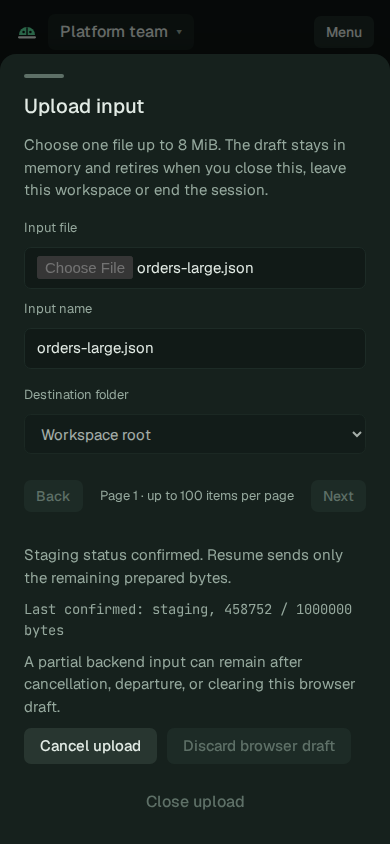 Platform team ▾
Menu
Upload input
Choose one file up to 8 MiB. The draft stays in
memory and retires when you close this, leave
this workspace or end the session.
Input file
Choose File orders-large.json
Input name
orders-large.json
Destination folder
Workspace root
Back
Page 1 · up to 100 items per page
Next
Staging status confirmed. Resume sends only
the remaining prepared bytes.
Last confirmed: staging, 458752 / 1000000
bytes
A partial backend input can remain after
cancellation, departure, or clearing this browser
draft.
Cancel upload
Discard browser draft
Close upload